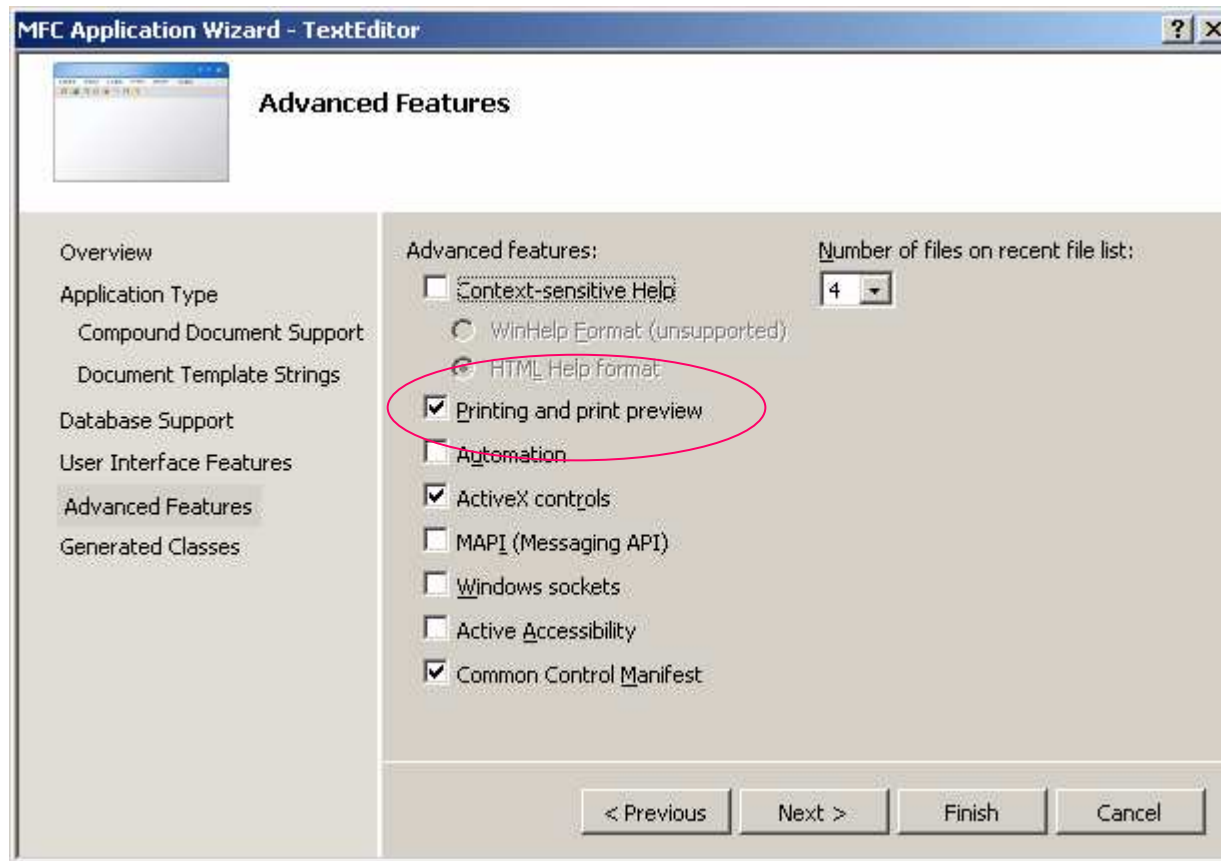 MFC Application Wizard - TextEditor
Advanced Features
Overview
Application Type
Compound Document Support
Document Template Strings
Database Support
User Interface Features
Advanced Features
Generated Classes
Advanced features:
Context-sensitive Help
WinHelp Format (unsupported)
HTML Help format
Printing and print preview
Automation
ActiveX controls
MAPI (Messaging API)
Windows sockets
Active Accessibility
Common Control Manifest
Number of files on recent file list:
4
< Previous
Next >
Finish
Cancel